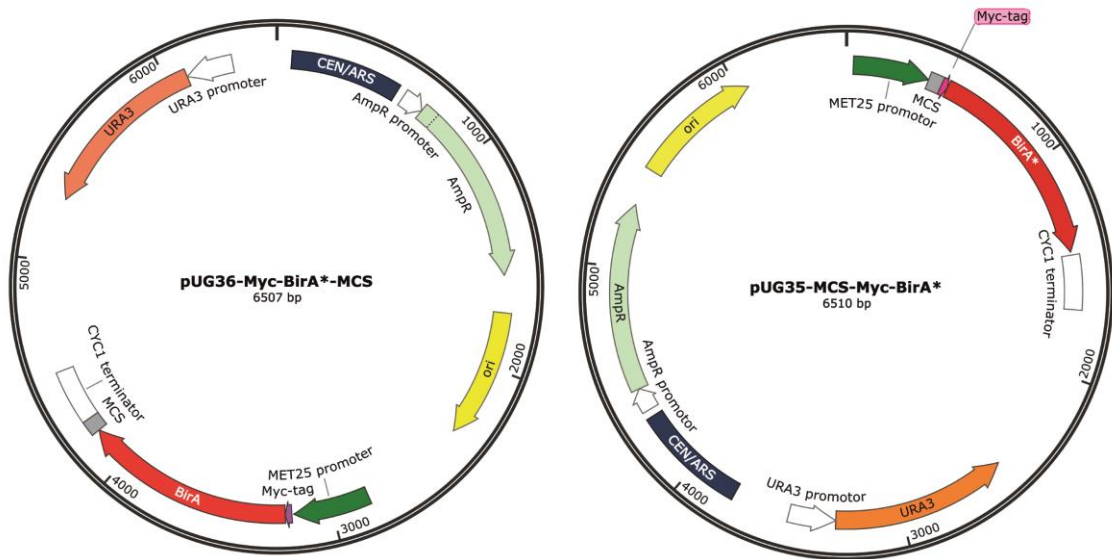 6000
URA3 promoter
URA3
CEN/ARS
AmpR promoter
AmpR
1000
5000
pUG36-Myc-BirA*-MCS
6507 bp
ori
2000
CYC1 terminator
MCS
4000
BirA
Myc-tag
MET25 promoter
3000
Myc-tag
6000
ori
MET25 promotor
MCS
BirA*
1000
5000
AmpR
pUG35-MCS-Myc-BirA*
6510 bp
CYC1 terminator
2000
AmpR promotor
CEN/ARS
4000
URA3 promotor
URA3
3000